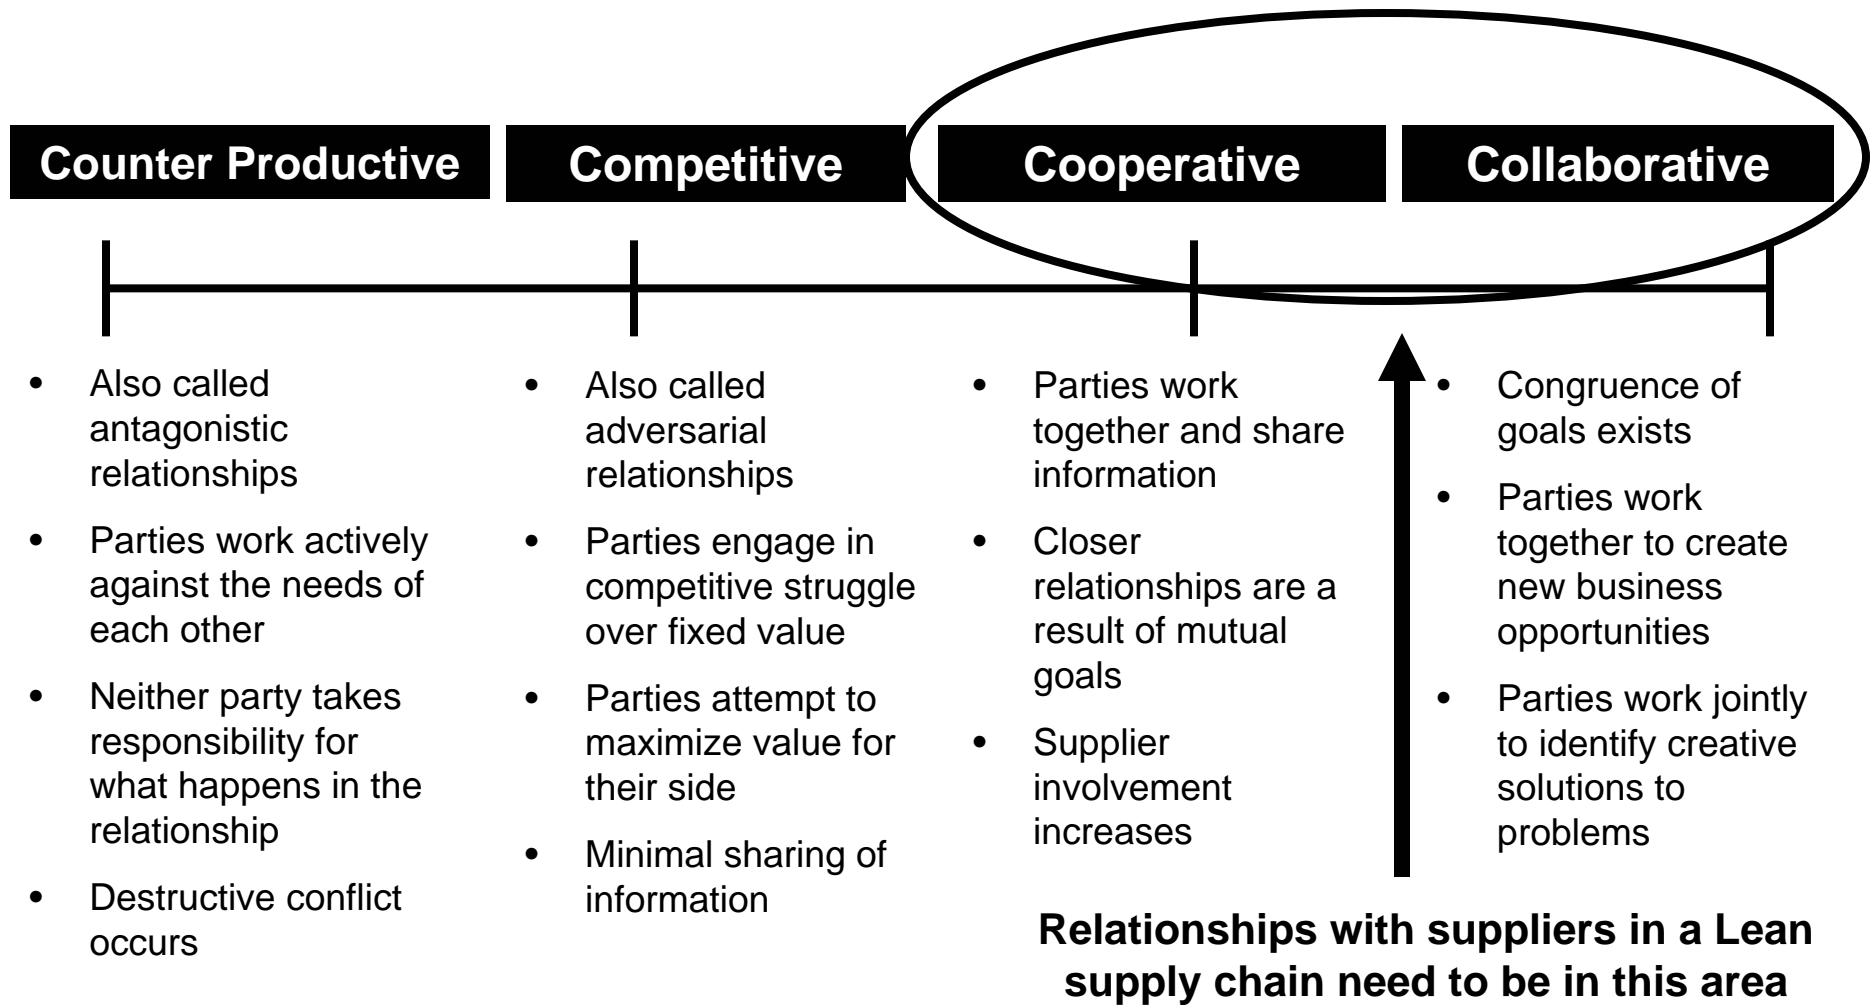 Counter Productive
Competitive
Cooperative
Collaborative
• Also called
antagonistic
relationships
• Parties work actively
against the needs of
each other
• Neither party takes
responsibility for
what happens in the
relationship
• Destructive conflict
occurs
• Also called
adversarial
relationships
• Parties engage in
competitive struggle
over fixed value
• Parties attempt to
maximize value for
their side
• Minimal sharing of
information
• Parties work
together and share
information
• Closer
relationships are a
result of mutual
goals
• Supplier
involvement
increases
• Congruence of
goals exists
• Parties work
together to create
new business
opportunities
• Parties work jointly
to identify creative
solutions to
problems
Relationships with suppliers in a Lean
supply chain need to be in this area